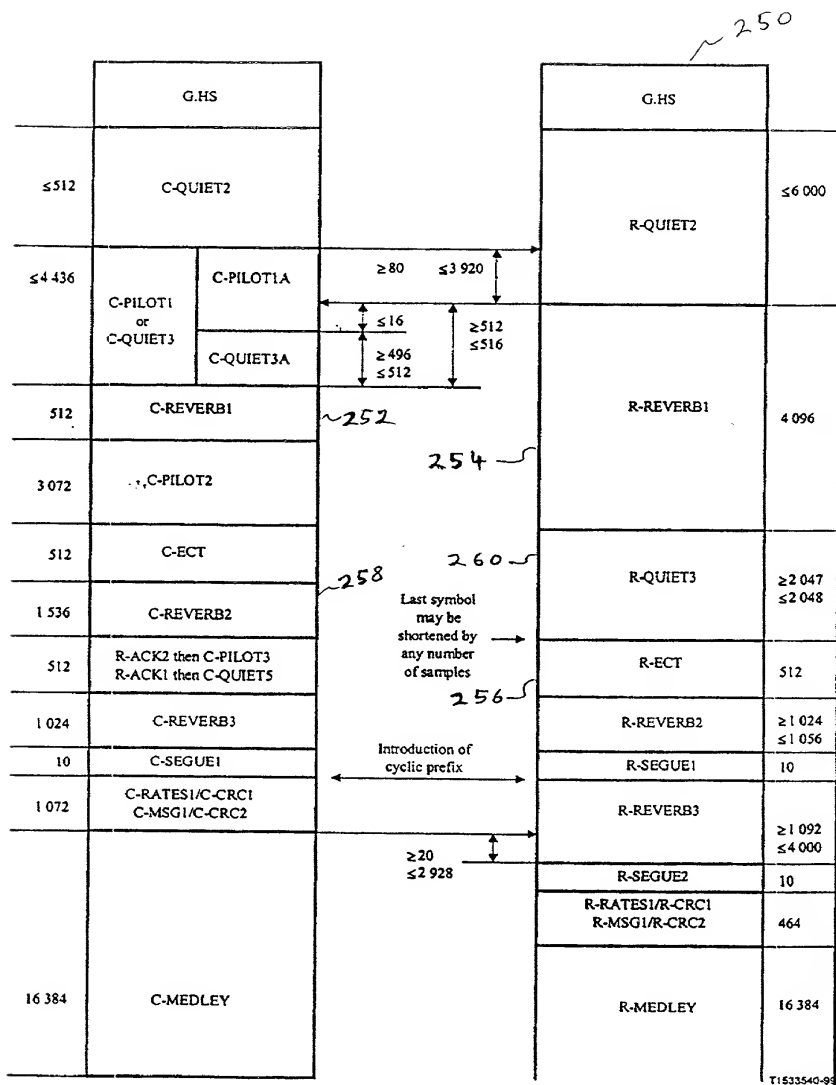 250
G.HS
G.HS
≤512
C-QUIET2
R-QUIET2
≤6 000
≤4 436
C-PILOT1
or
C-QUIET3
C-PILOT1A
≥80
≤3 920
≤16
≥512
≤516
C-QUIET3A
≥496
≤512
512
C-REVERB1
252
R-REVERB1
4 096
254
3 072
C-PILOT2
512
C-ECT
260
R-QUIET3
≥2 047
≤2 048
258
1 536
C-REVERB2
Last symbol
may be
shortened by
any number
of samples
512
R-ACK2 then C-PILOT3
R-ACK1 then C-QUIET5
R-ECT
512
256
1 024
C-REVERB3
R-REVERB2
≥1 024
≤1 056
10
C-SEGUE1
Introduction of
cyclic prefix
R-SEGUE1
10
1 072
C-RATES1/C-CRC1
C-MSG1/C-CRC2
R-REVERB3
≥1 092
≤4 000
≥20
≤2 928
R-SEGUE2
10
R-RATES1/R-CRC1
R-MSG1/R-CRC2
464
16 384
C-MEDLEY
R-MEDLEY
16 384
T1533540-99